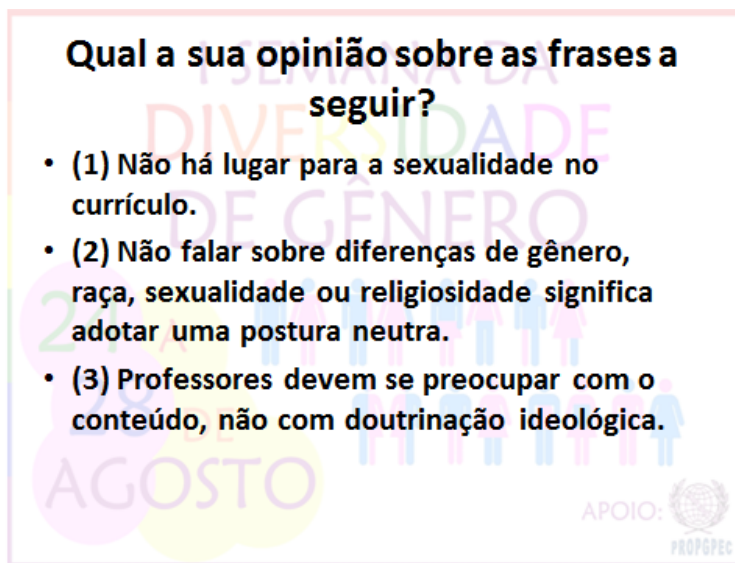 Qual a sua opinião sobre as frases a
seguir?
• (1) Não há lugar para a sexualidade no
currículo.
• (2) Não falar sobre diferenças de gênero,
raça, sexualidade ou religiosidade significa
adotar uma postura neutra.
• (3) Professores devem se preocupar com o
conteúdo, não com doutrinação ideológica.
I SEMANA DA
DIVERSIDADE
DE GÊNERO
24 A
28 DE
AGOSTO
APOIO:
PROPGPEC